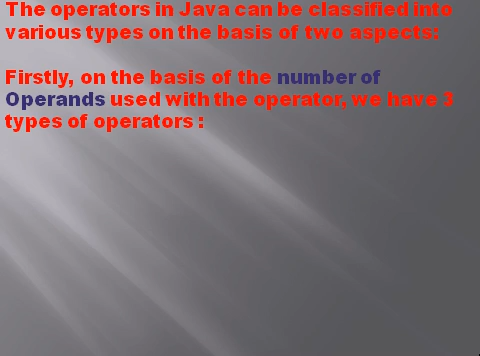 The operators in Java can be classified into
various types on the basis of two aspects:
Firstly, on the basis of the number of
Operands used with the operator, we have 3
types of operators :